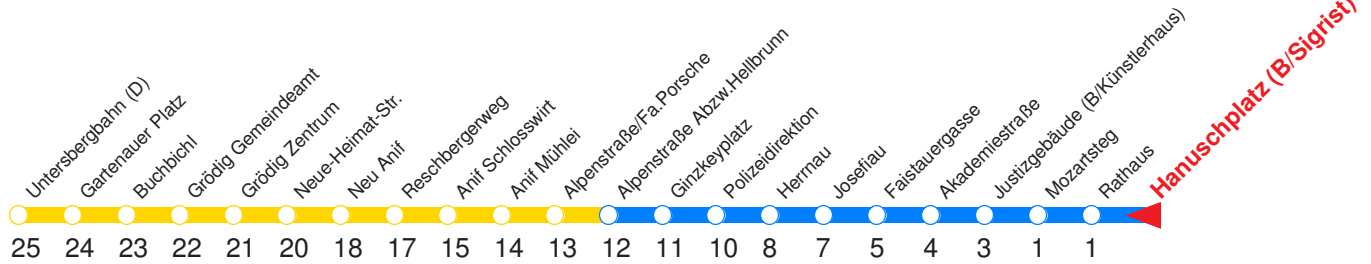 Untersbergbahn (D)
Gartenauer Platz
Buchbichl
Grödig Gemeindeamt
Grödig Zentrum
Neue-Heimat-Str.
Neu Anif
Reschbergerweg
Anif Schlosswirt
Anif Mühlei
Alpenstraße/Fa.Porsche
Alpenstraße Abzw.Hellbrunn
Ginzkeyplatz
Polizeidirektion
Herrnau
Josefiau
Faistauergasse
Akademiestraße
Justizgebäude (B/Künstlerhaus)
Mozartsteg
Rathaus
Hanuschplatz (B/Sigrist)
25 24 23 22 21 20 18 17 15 14 13 12 11 10 8 7 5 4 3 1 1